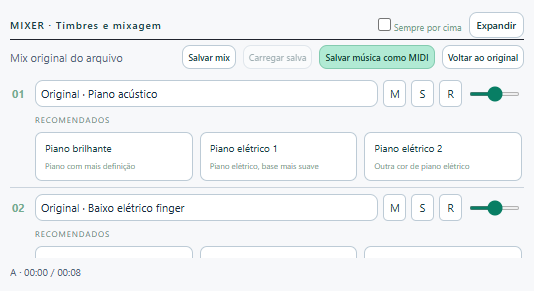 MIXER · Timbres e mixagem
Sempre por cima
Expandir
Mix original do arquivo
Salvar mix
Carregar salva
Salvar música como MIDI
Voltar ao original
01
Original · Piano acústico
M
S
R
RECOMENDADOS
Piano brilhante
Piano com mais definição
Piano elétrico 1
Piano elétrico, base mais suave
Piano elétrico 2
Outra cor de piano elétrico
02
Original · Baixo elétrico finger
M
S
R
RECOMENDADOS
A · 00:00 / 00:08